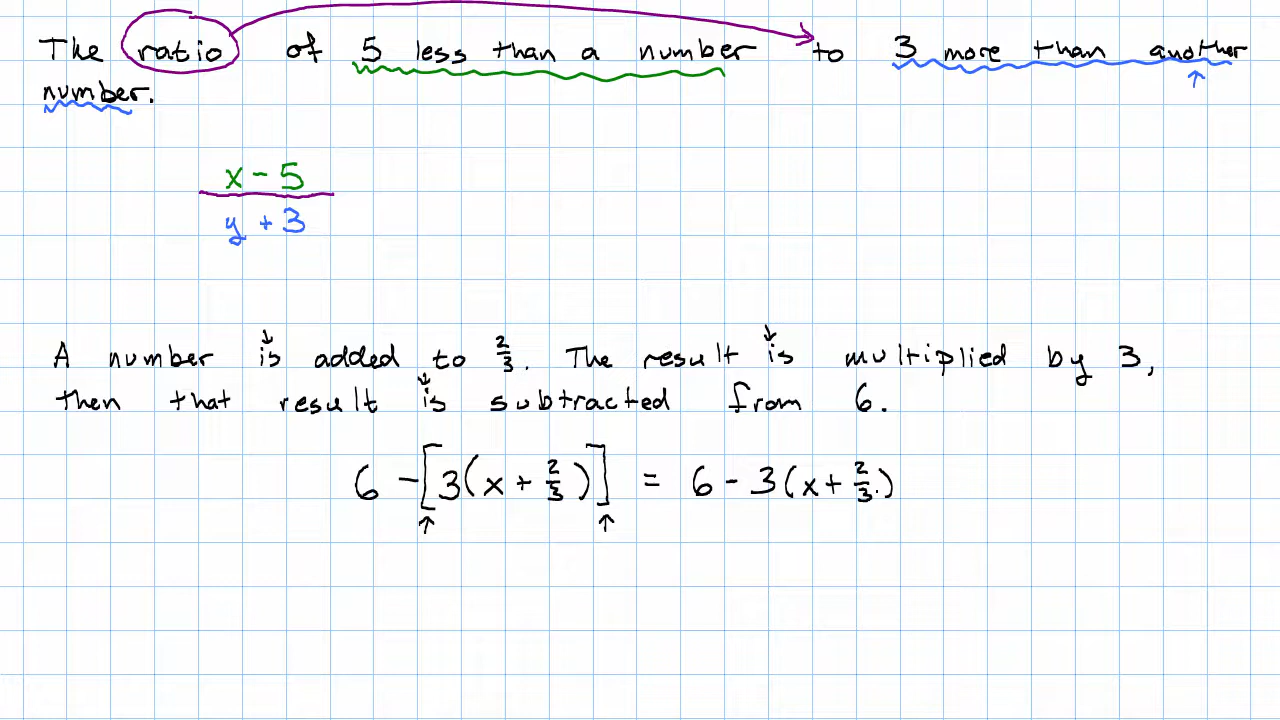 The ratio of 5 less than a number to 3 more than another
number.
x - 5
y + 3
A number is added to 2/3. The result is multiplied by 3,
then that result is subtracted from 6.
6 - [3(x + 2/3)] = 6 - 3(x + 2/3)